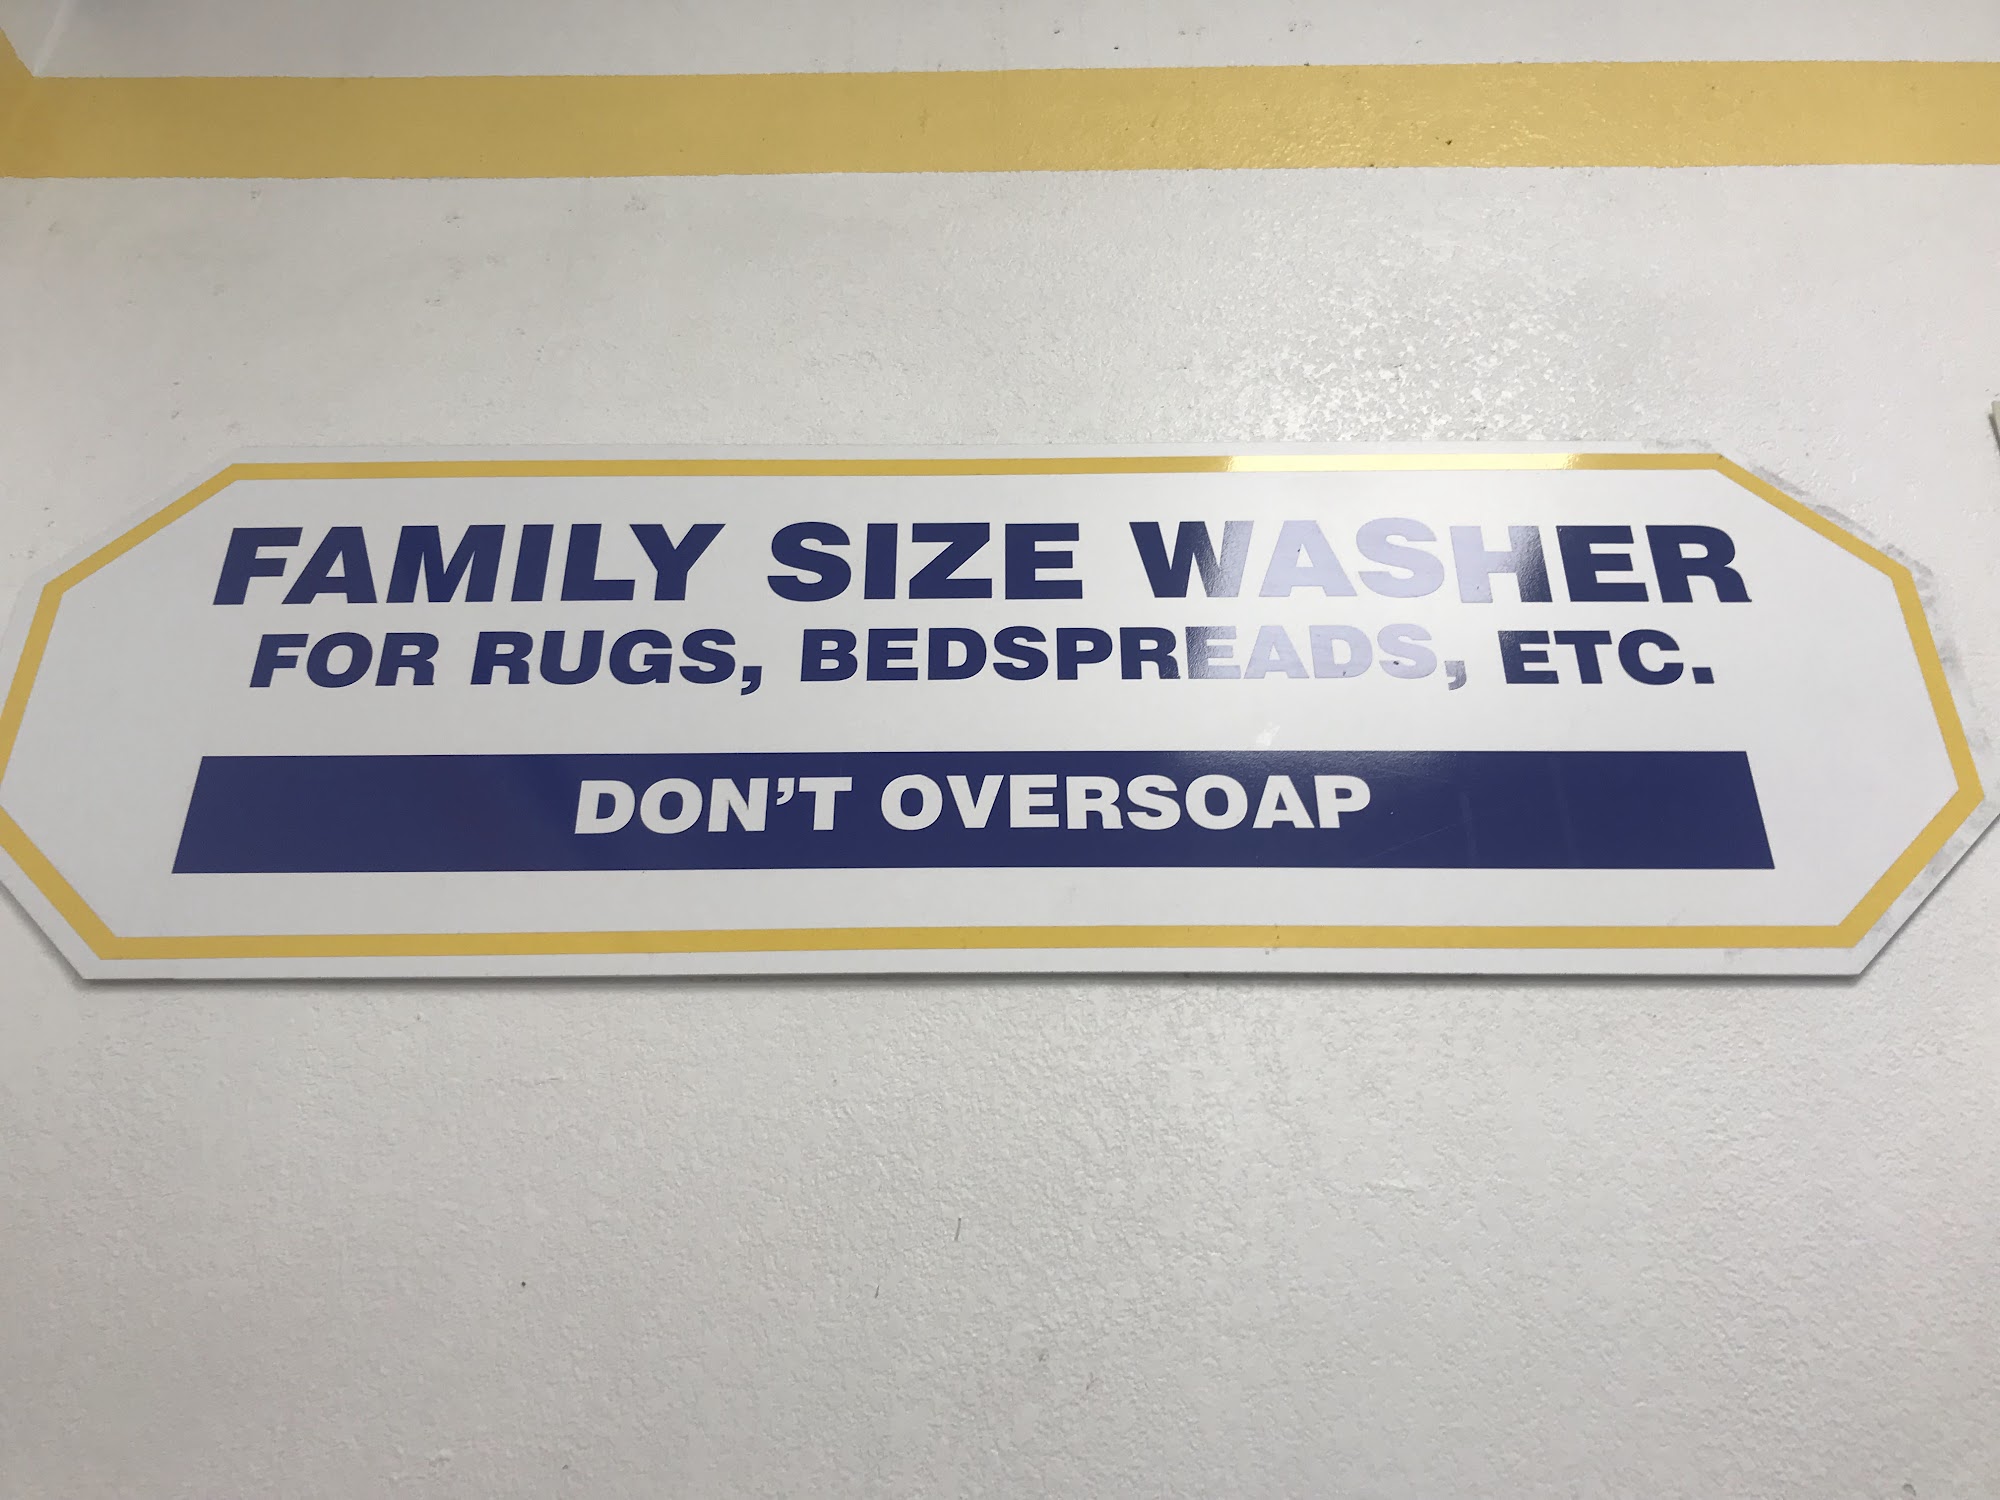 FAMILY SIZE WASHER
FOR RUGS, BEDSPREADS, ETC.
DON'T OVERSOAP